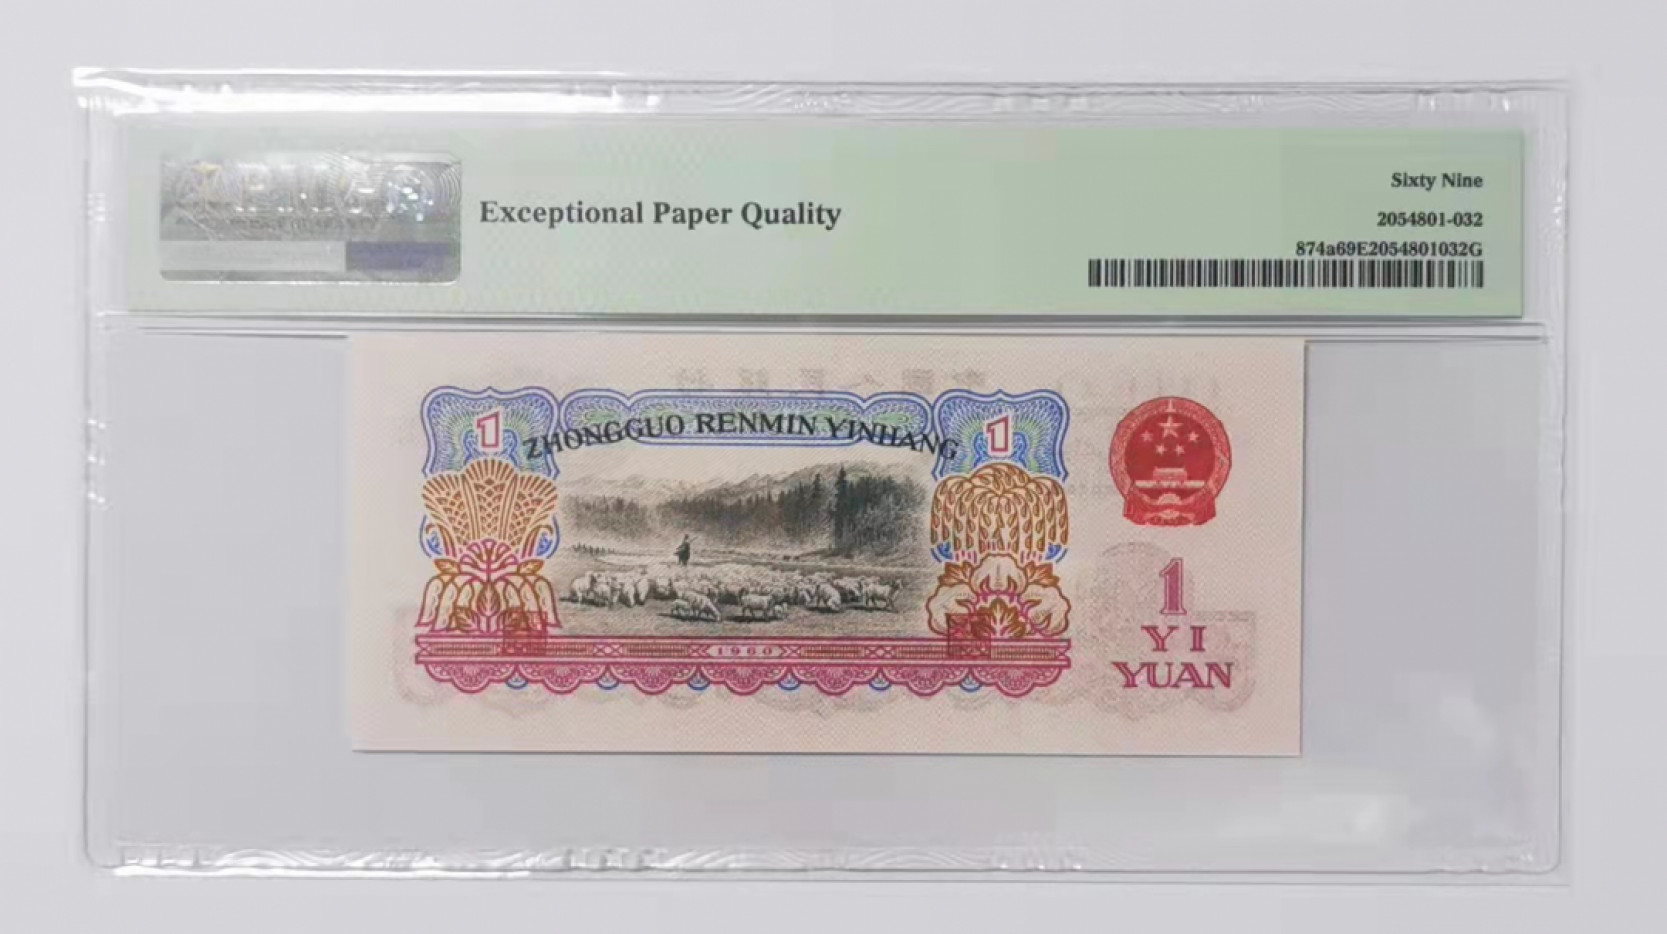 Exceptional Paper Quality
Sixty Nine
2054801-032
874a69E2054801032G
1
ZHONGGUO RENMIN YINHANG
1
1960
1
YI
YUAN